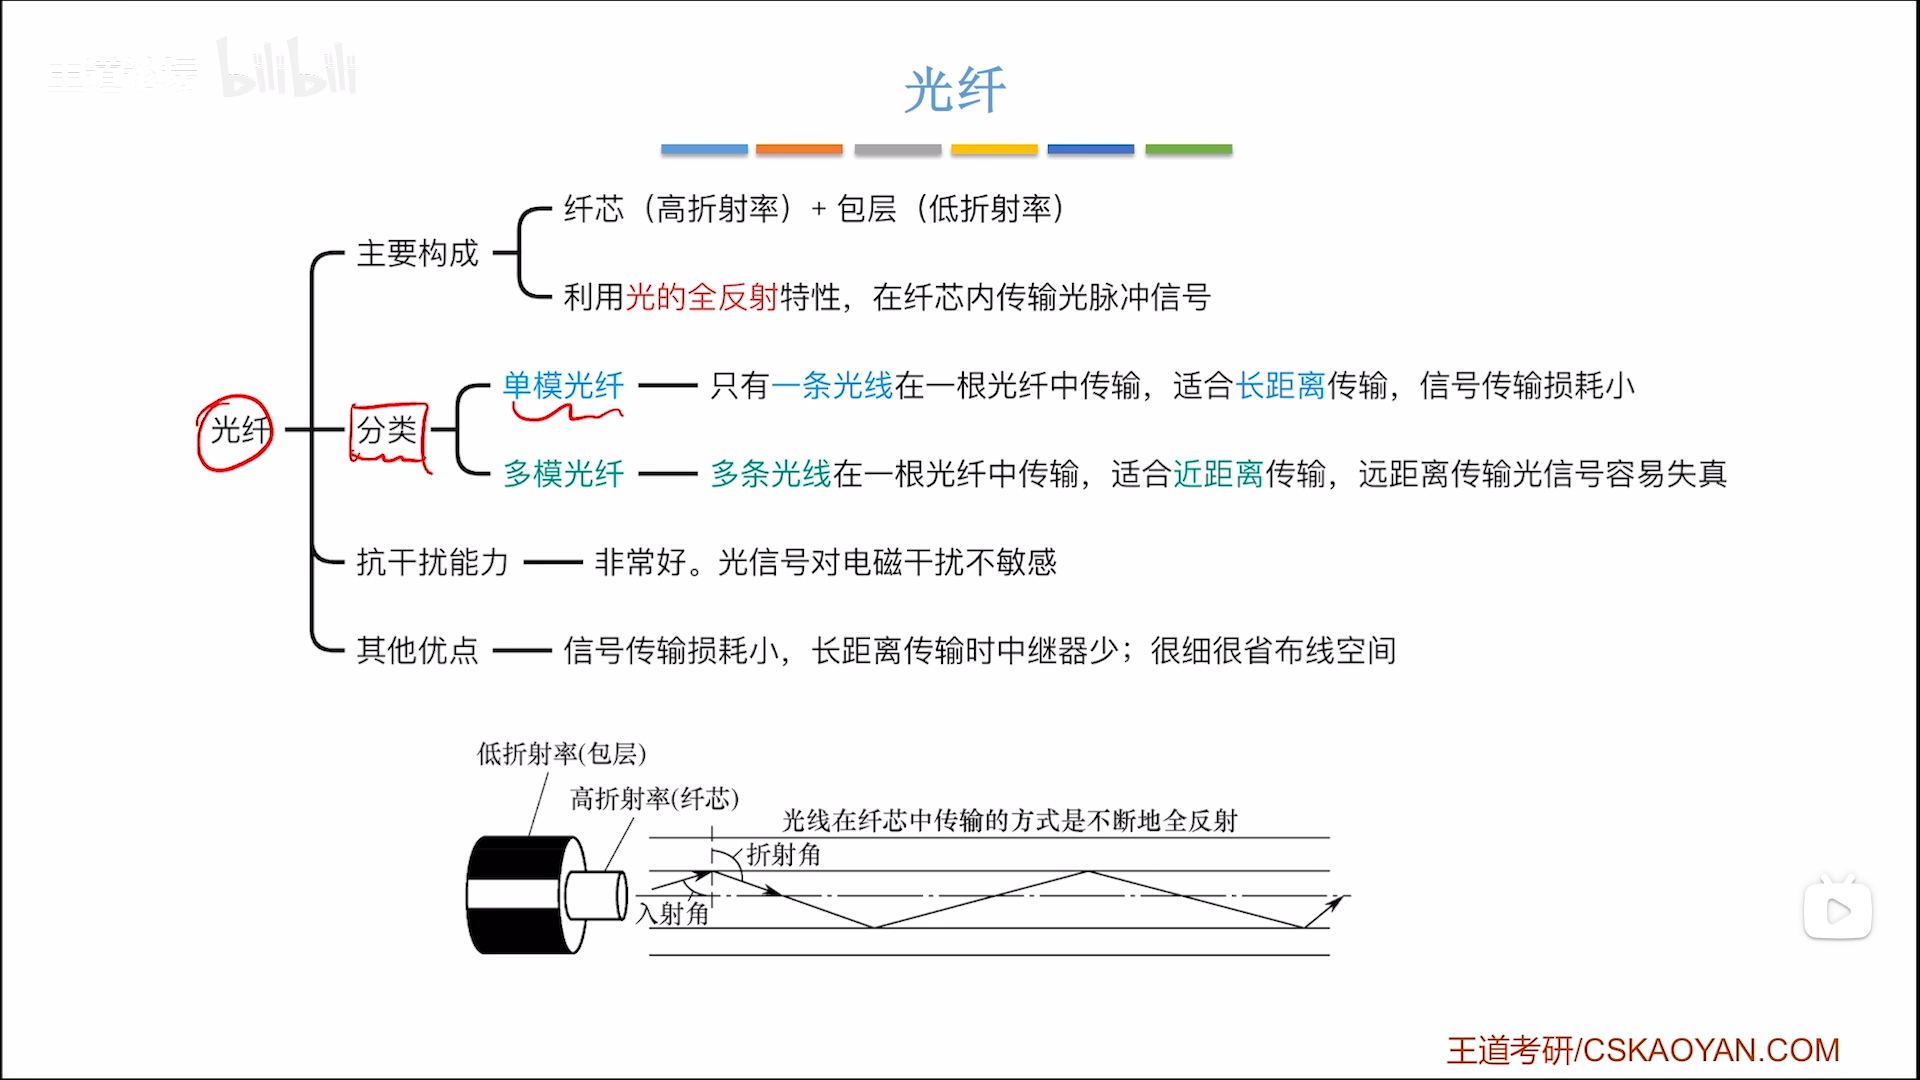 王道论坛 bilibili
光纤
纤芯（高折射率）+ 包层（低折射率）
主要构成
利用光的全反射特性，在纤芯内传输光脉冲信号
单模光纤 只有一条光线在一根光纤中传输，适合长距离传输，信号传输损耗小
光纤 分类
多模光纤 多条光线在一根光纤中传输，适合近距离传输，远距离传输光信号容易失真
抗干扰能力 非常好。光信号对电磁干扰不敏感
其他优点 信号传输损耗小，长距离传输时中继器少；很细很省布线空间
低折射率(包层)
高折射率(纤芯)
光线在纤芯中传输的方式是不断地全反射
折射角
入射角
王道考研/CSKAOYAN.COM